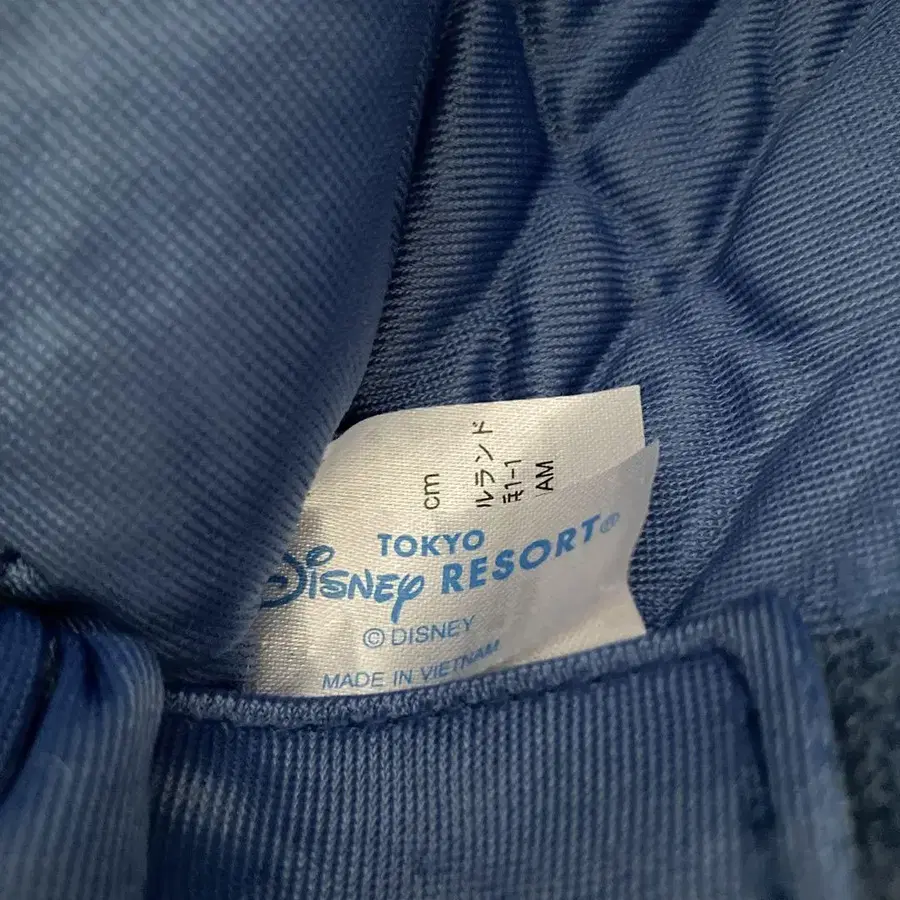 cm
ルランド
1-1
AM
TOKYO
Disney RESORT®
© DISNEY
MADE IN VIETNAM